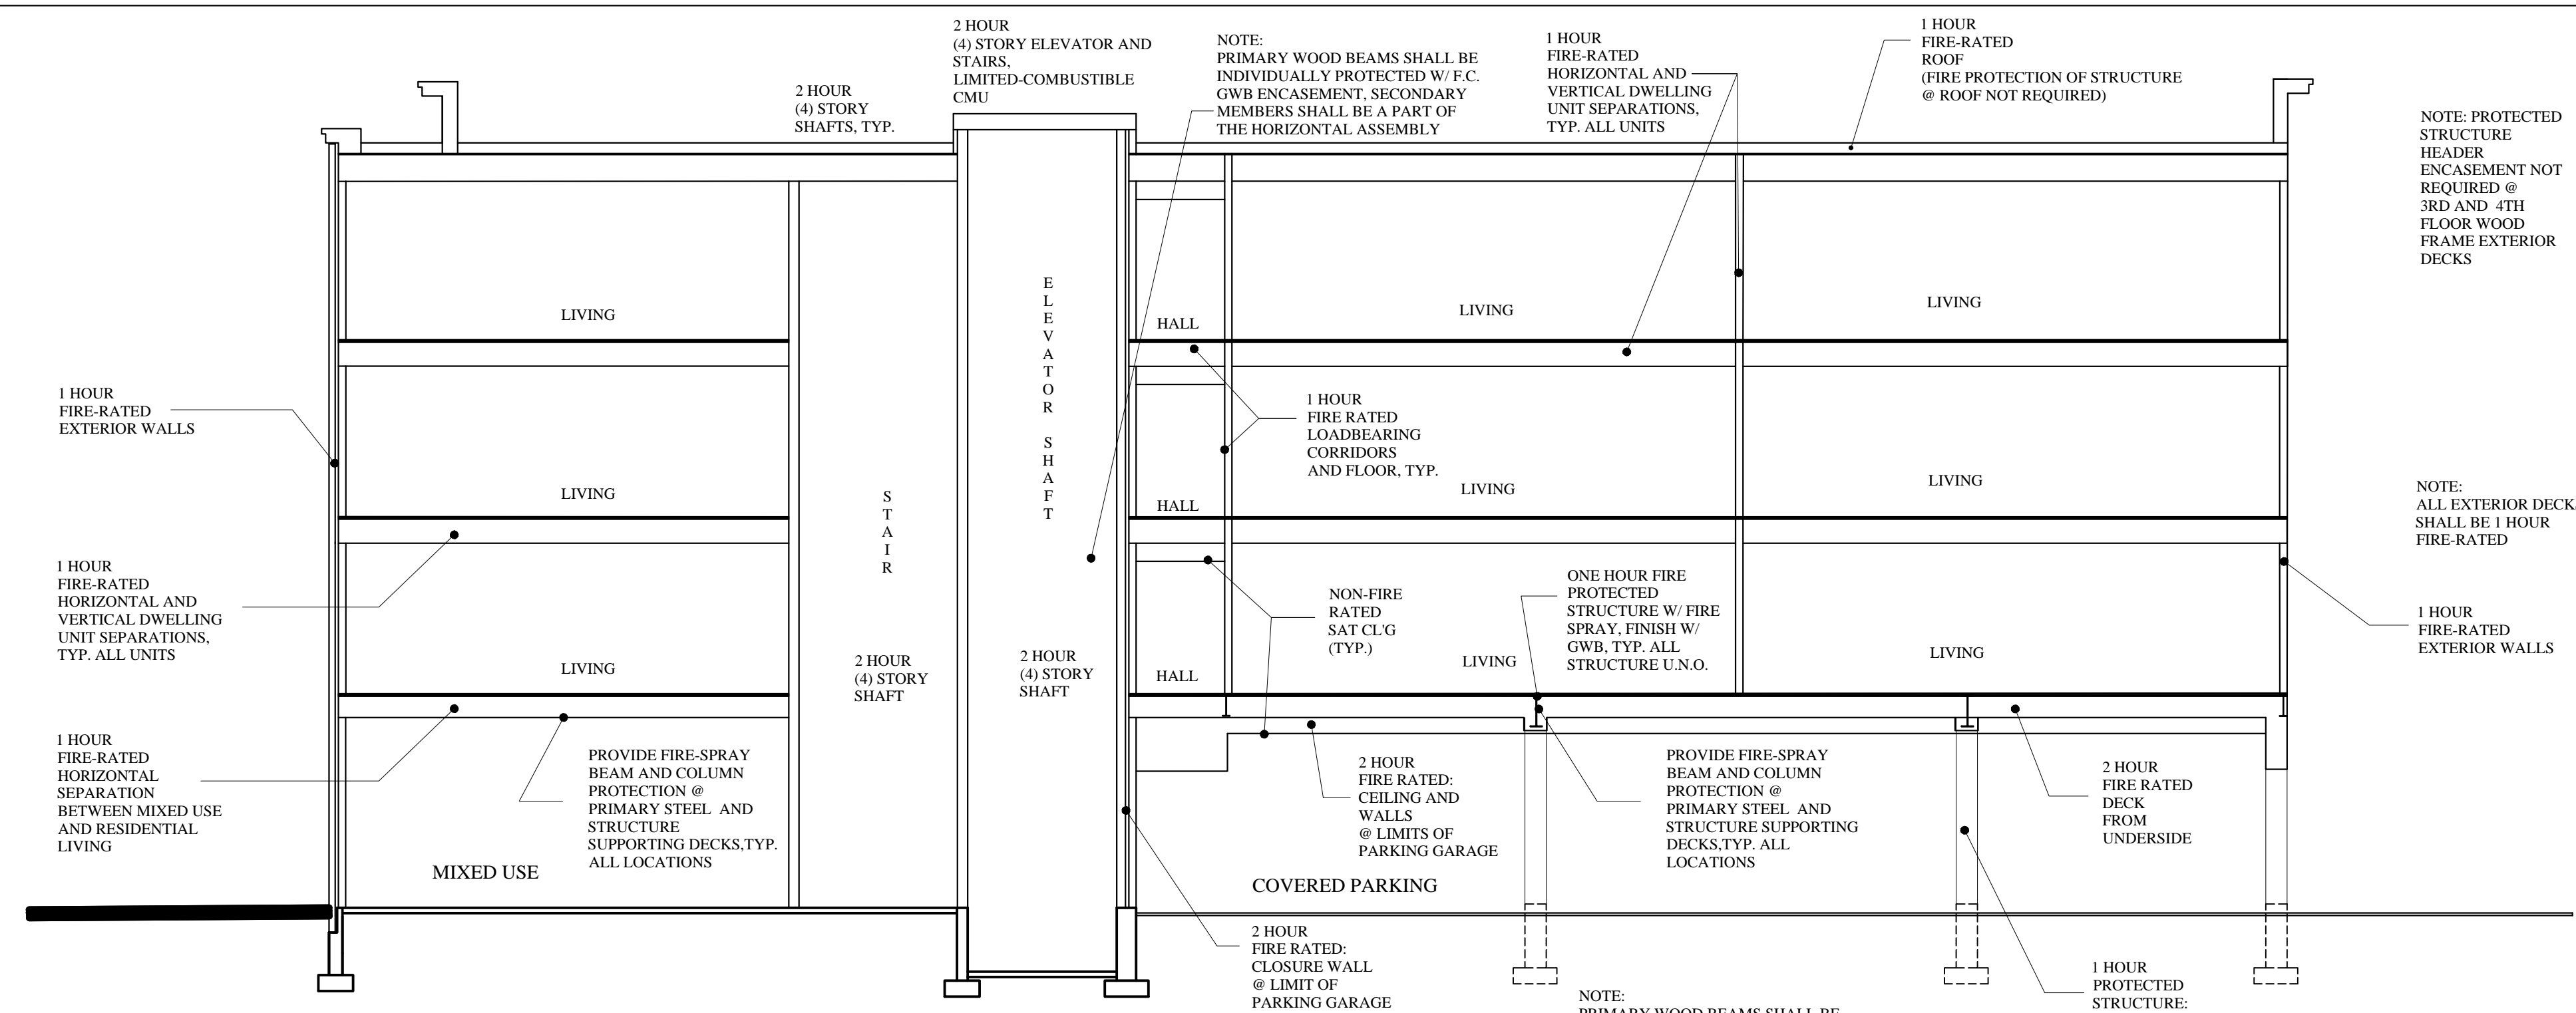 2 HOUR
(4) STORY ELEVATOR AND
STAIRS,
LIMITED-COMBUSTIBLE
CMU
2 HOUR
(4) STORY
SHAFTS, TYP.
NOTE:
PRIMARY WOOD BEAMS SHALL BE
INDIVIDUALLY PROTECTED W/ F.C.
GWB ENCASEMENT, SECONDARY
MEMBERS SHALL BE A PART OF
THE HORIZONTAL ASSEMBLY
1 HOUR
FIRE-RATED
HORIZONTAL AND
VERTICAL DWELLING
UNIT SEPARATIONS,
TYP. ALL UNITS
1 HOUR
FIRE-RATED
ROOF
(FIRE PROTECTION OF STRUCTURE
@ ROOF NOT REQUIRED)
NOTE: PROTECTED
STRUCTURE
HEADER
ENCASEMENT NOT
REQUIRED @
3RD AND 4TH
FLOOR WOOD
FRAME EXTERIOR
DECKS
LIVING
ELEVATOR SHAFT
HALL
LIVING
LIVING
1 HOUR
FIRE-RATED
EXTERIOR WALLS
1 HOUR
FIRE RATED
LOADBEARING
CORRIDORS
AND FLOOR, TYP.
LIVING
STAIR
HALL
LIVING
LIVING
NOTE:
ALL EXTERIOR DECK
SHALL BE 1 HOUR
FIRE-RATED
1 HOUR
FIRE-RATED
HORIZONTAL AND
VERTICAL DWELLING
UNIT SEPARATIONS,
TYP. ALL UNITS
NON-FIRE
RATED
SAT CL'G
(TYP.)
ONE HOUR FIRE
PROTECTED
STRUCTURE W/ FIRE
SPRAY, FINISH W/
GWB, TYP. ALL
STRUCTURE U.N.O.
1 HOUR
FIRE-RATED
EXTERIOR WALLS
LIVING
2 HOUR
(4) STORY
SHAFT
2 HOUR
(4) STORY
SHAFT
HALL
LIVING
LIVING
1 HOUR
FIRE-RATED
HORIZONTAL
SEPARATION
BETWEEN MIXED USE
AND RESIDENTIAL
LIVING
PROVIDE FIRE-SPRAY
BEAM AND COLUMN
PROTECTION @
PRIMARY STEEL AND
STRUCTURE
SUPPORTING DECKS,TYP.
ALL LOCATIONS
MIXED USE
2 HOUR
FIRE RATED:
CEILING AND
WALLS
@ LIMITS OF
PARKING GARAGE
PROVIDE FIRE-SPRAY
BEAM AND COLUMN
PROTECTION @
PRIMARY STEEL AND
STRUCTURE SUPPORTING
DECKS,TYP. ALL
LOCATIONS
2 HOUR
FIRE RATED
DECK
FROM
UNDERSIDE
COVERED PARKING
2 HOUR
FIRE RATED:
CLOSURE WALL
@ LIMIT OF
PARKING GARAGE
NOTE:
PRIMARY WOOD BEAMS SHALL BE
1 HOUR
PROTECTED
STRUCTURE: